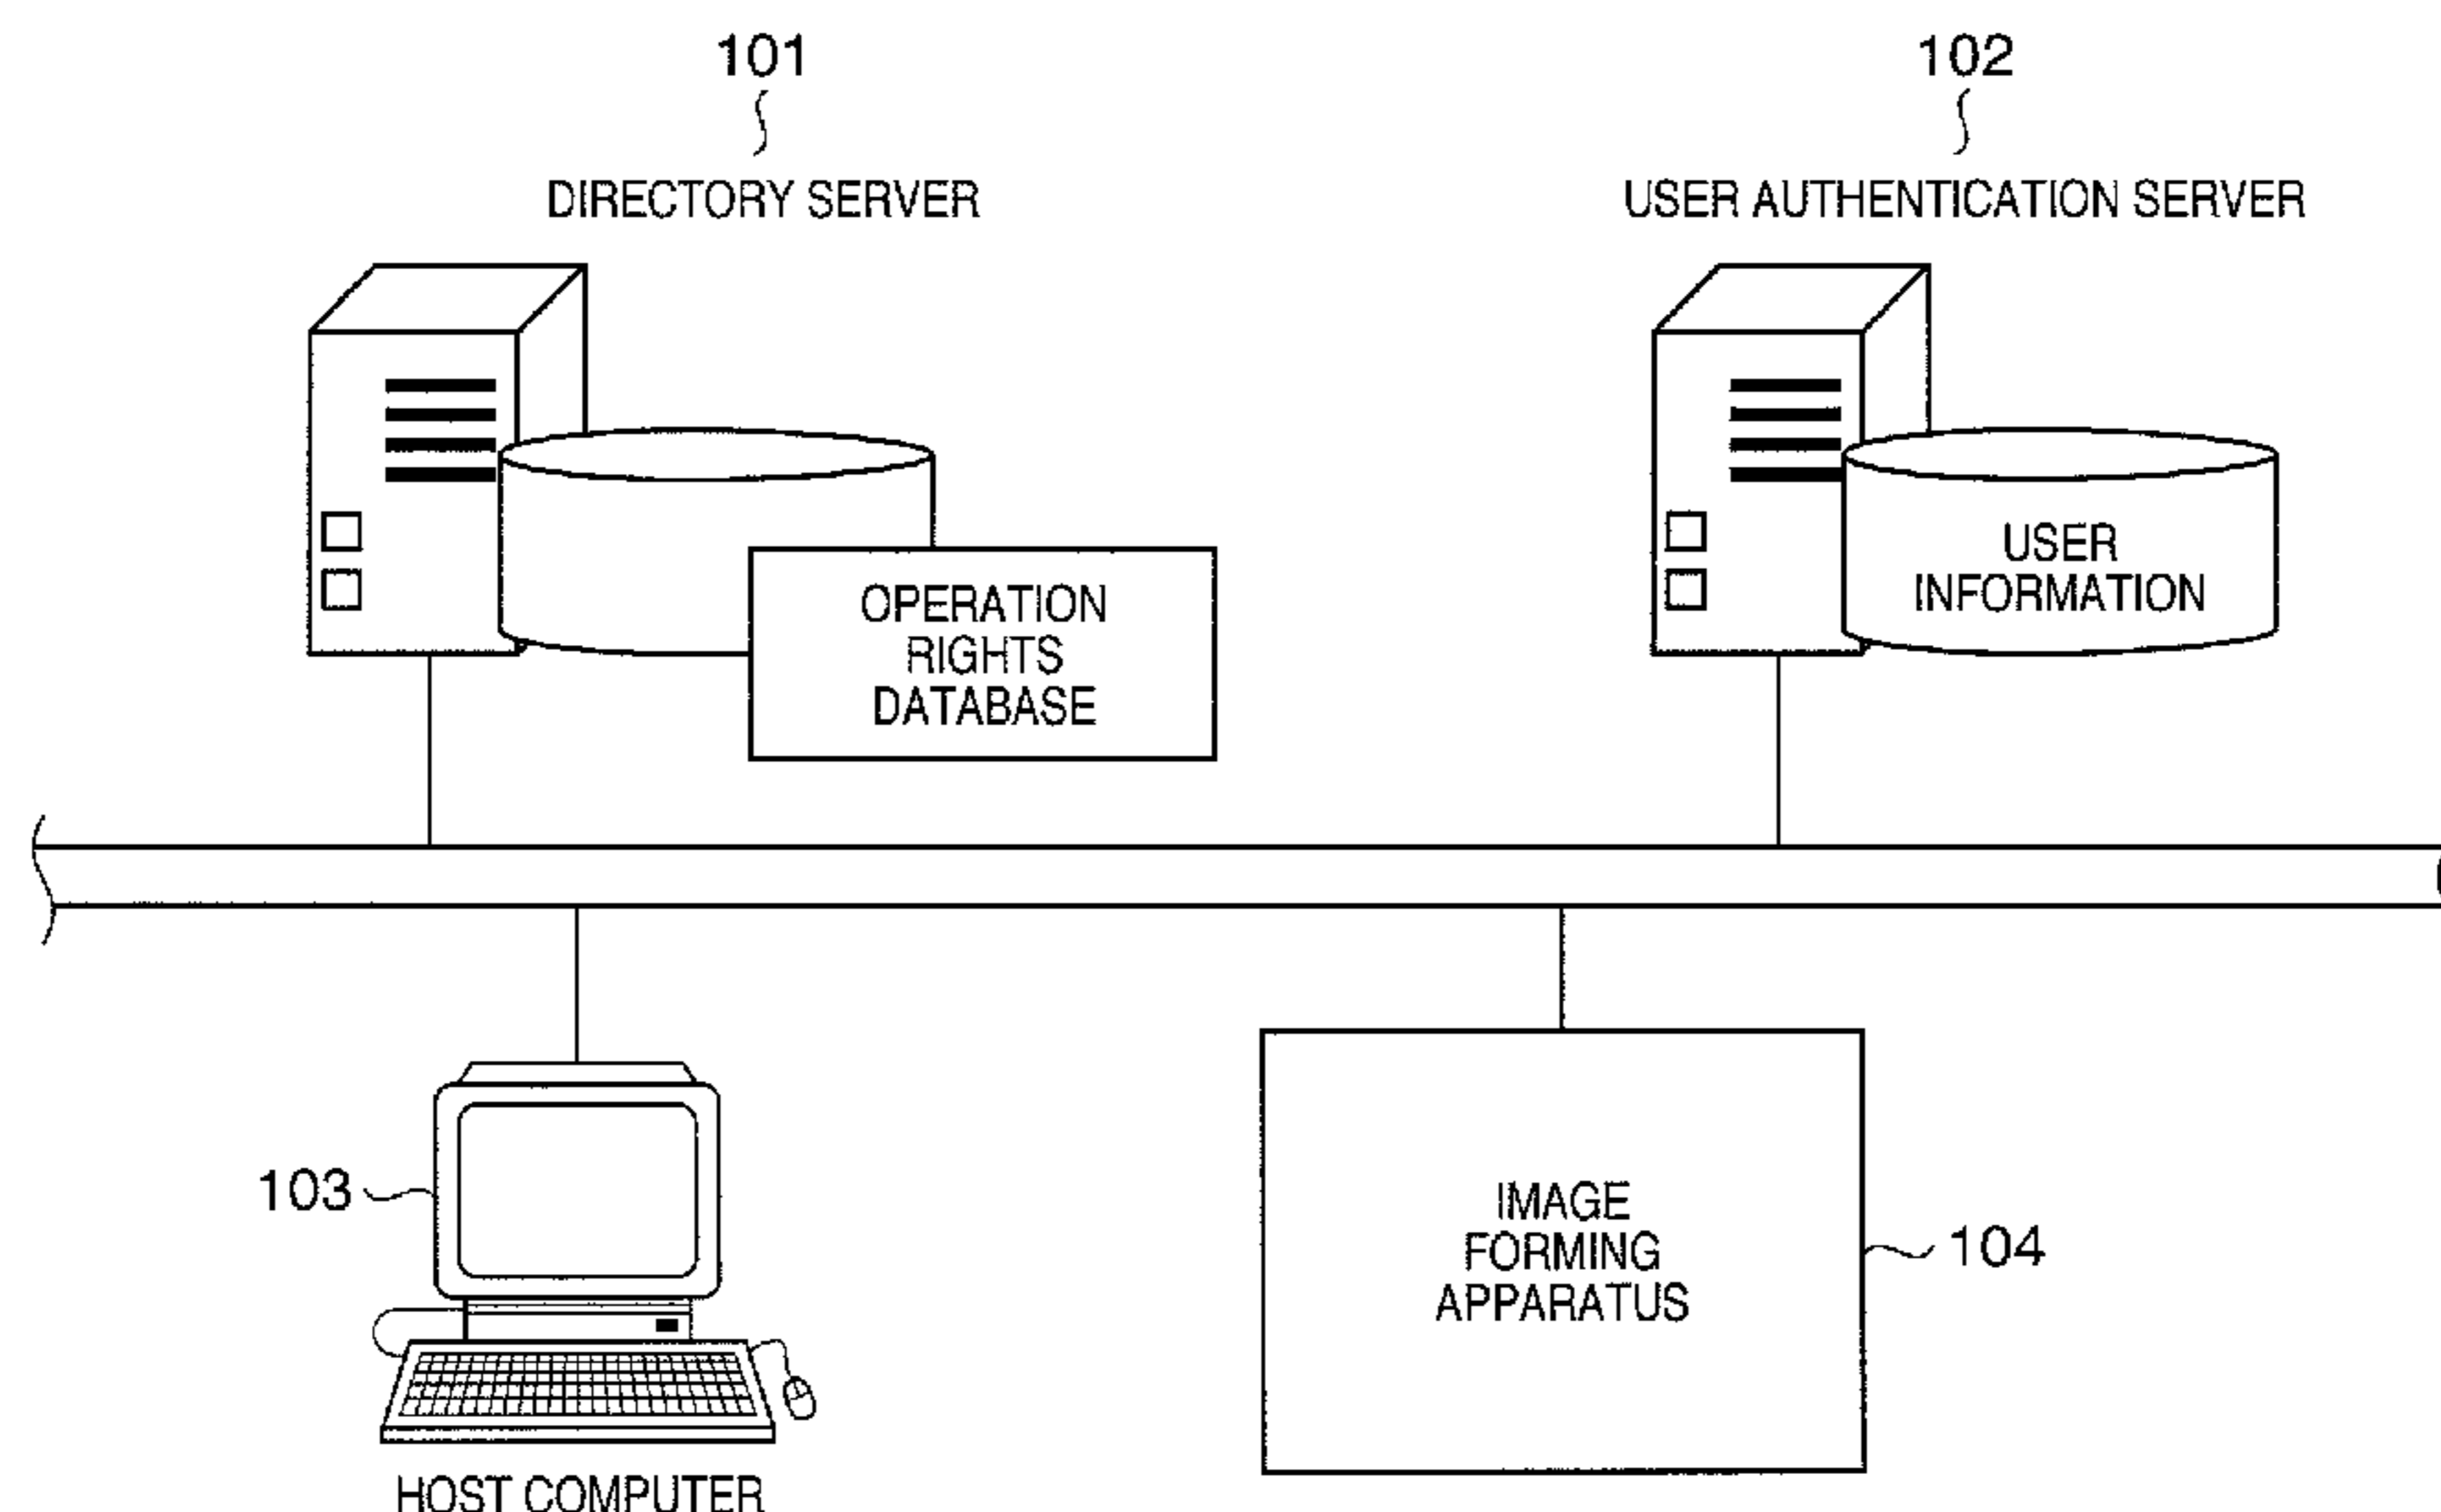 101
DIRECTORY SERVER
102
USER AUTHENTICATION SERVER
OPERATION
RIGHTS
DATABASE
USER
INFORMATION
103
HOST COMPUTER
IMAGE
FORMING
APPARATUS
104